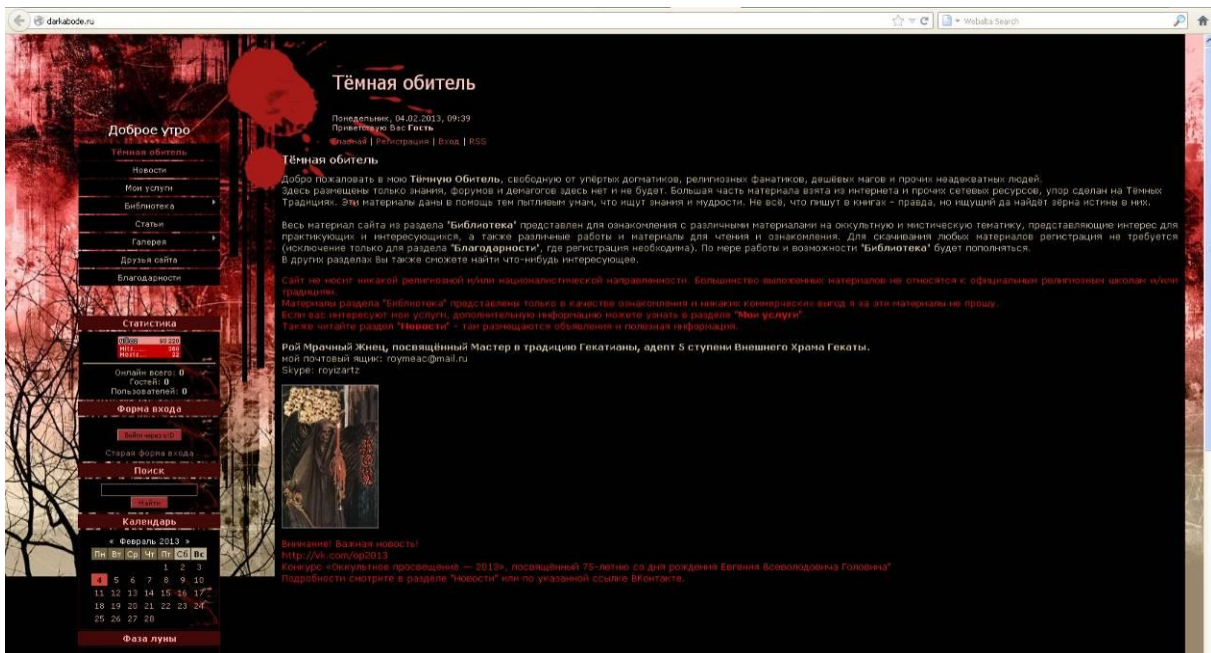 darkabode.ru
Webalta Search
Тёмная обитель
Понедельник, 04.02.2013, 09:39
Приветствую Вас Гость
Главная | Регистрация | Вход | RSS
Доброе утро
Тёмная обитель
Новости
Мои услуги
Библиотека
Статьи
Галерея
Друзья сайта
Благодарности
Статистика
Hits 360
Hosts 22
Онлайн всего: 0
Гостей: 0
Пользователей: 0
Форма входа
Войти через uID
Старая форма входа
Поиск
Найти
Календарь
« Февраль 2013 »
Пн Вт Ср Чт Пт Сб Вс
1 2 3
4 5 6 7 8 9 10
11 12 13 14 15 16 17
18 19 20 21 22 23 24
25 26 27 28
Фаза луны
Тёмная обитель
Добро пожаловать в мою Тёмную Обитель, свободную от упёртых догматиков, религиозных фанатиков, дешёвых магов и прочих неадекватных людей.
Здесь размещены только знания, форумов и демагогов здесь нет и не будет. Большая часть материала взята из интернета и прочих сетевых ресурсов, упор сделан на Тёмных
Традициях. Эти материалы даны в помощь тем пытливым умам, что ищут знания и мудрости. Не всё, что пишут в книгах - правда, но ищущий да найдёт зёрна истины в них.
Весь материал сайта из раздела "Библиотека" представлен для ознакомления с различными материалами на оккультную и мистическую тематику, представляющие интерес для
практикующих и интересующихся, а также различные работы и материалы для чтения и ознакомления. Для скачивания любых материалов регистрация не требуется
(исключение только для раздела "Благодарности", где регистрация необходима). По мере работы и возможности "Библиотека" будет пополняться.
В других разделах Вы также сможете найти что-нибудь интересующее.
Сайт не носит никакой религиозной и/или националистической направленности. Большинство выложенных материалов не относятся к официальным религиозным школам и/или
традициям.
Материалы раздела "Библиотека" представлены только в качестве ознакомления и никаких коммерческих выгод я за эти материалы не прошу.
Если вас интересуют мои услуги, дополнительную информацию можете узнать в разделе "Мои услуги".
Также читайте раздел "Новости" - там размещаются объявления и полезная информация.
Рой Мрачный Жнец, посвящённый Мастер в традицию Гекатианы, адепт 5 ступени Внешнего Храма Гекаты.
мой почтовый ящик: roymeac@mail.ru
Skype: royizartz
Внимание! Важная новость!
http://vk.com/op2013
Конкурс «Оккультное просвещение — 2013», посвящённый 75-летию со дня рождения Евгения Всеволодовича Головина"
Подробности смотрите в разделе "Новости" или по указанной ссылке ВКонтакте.